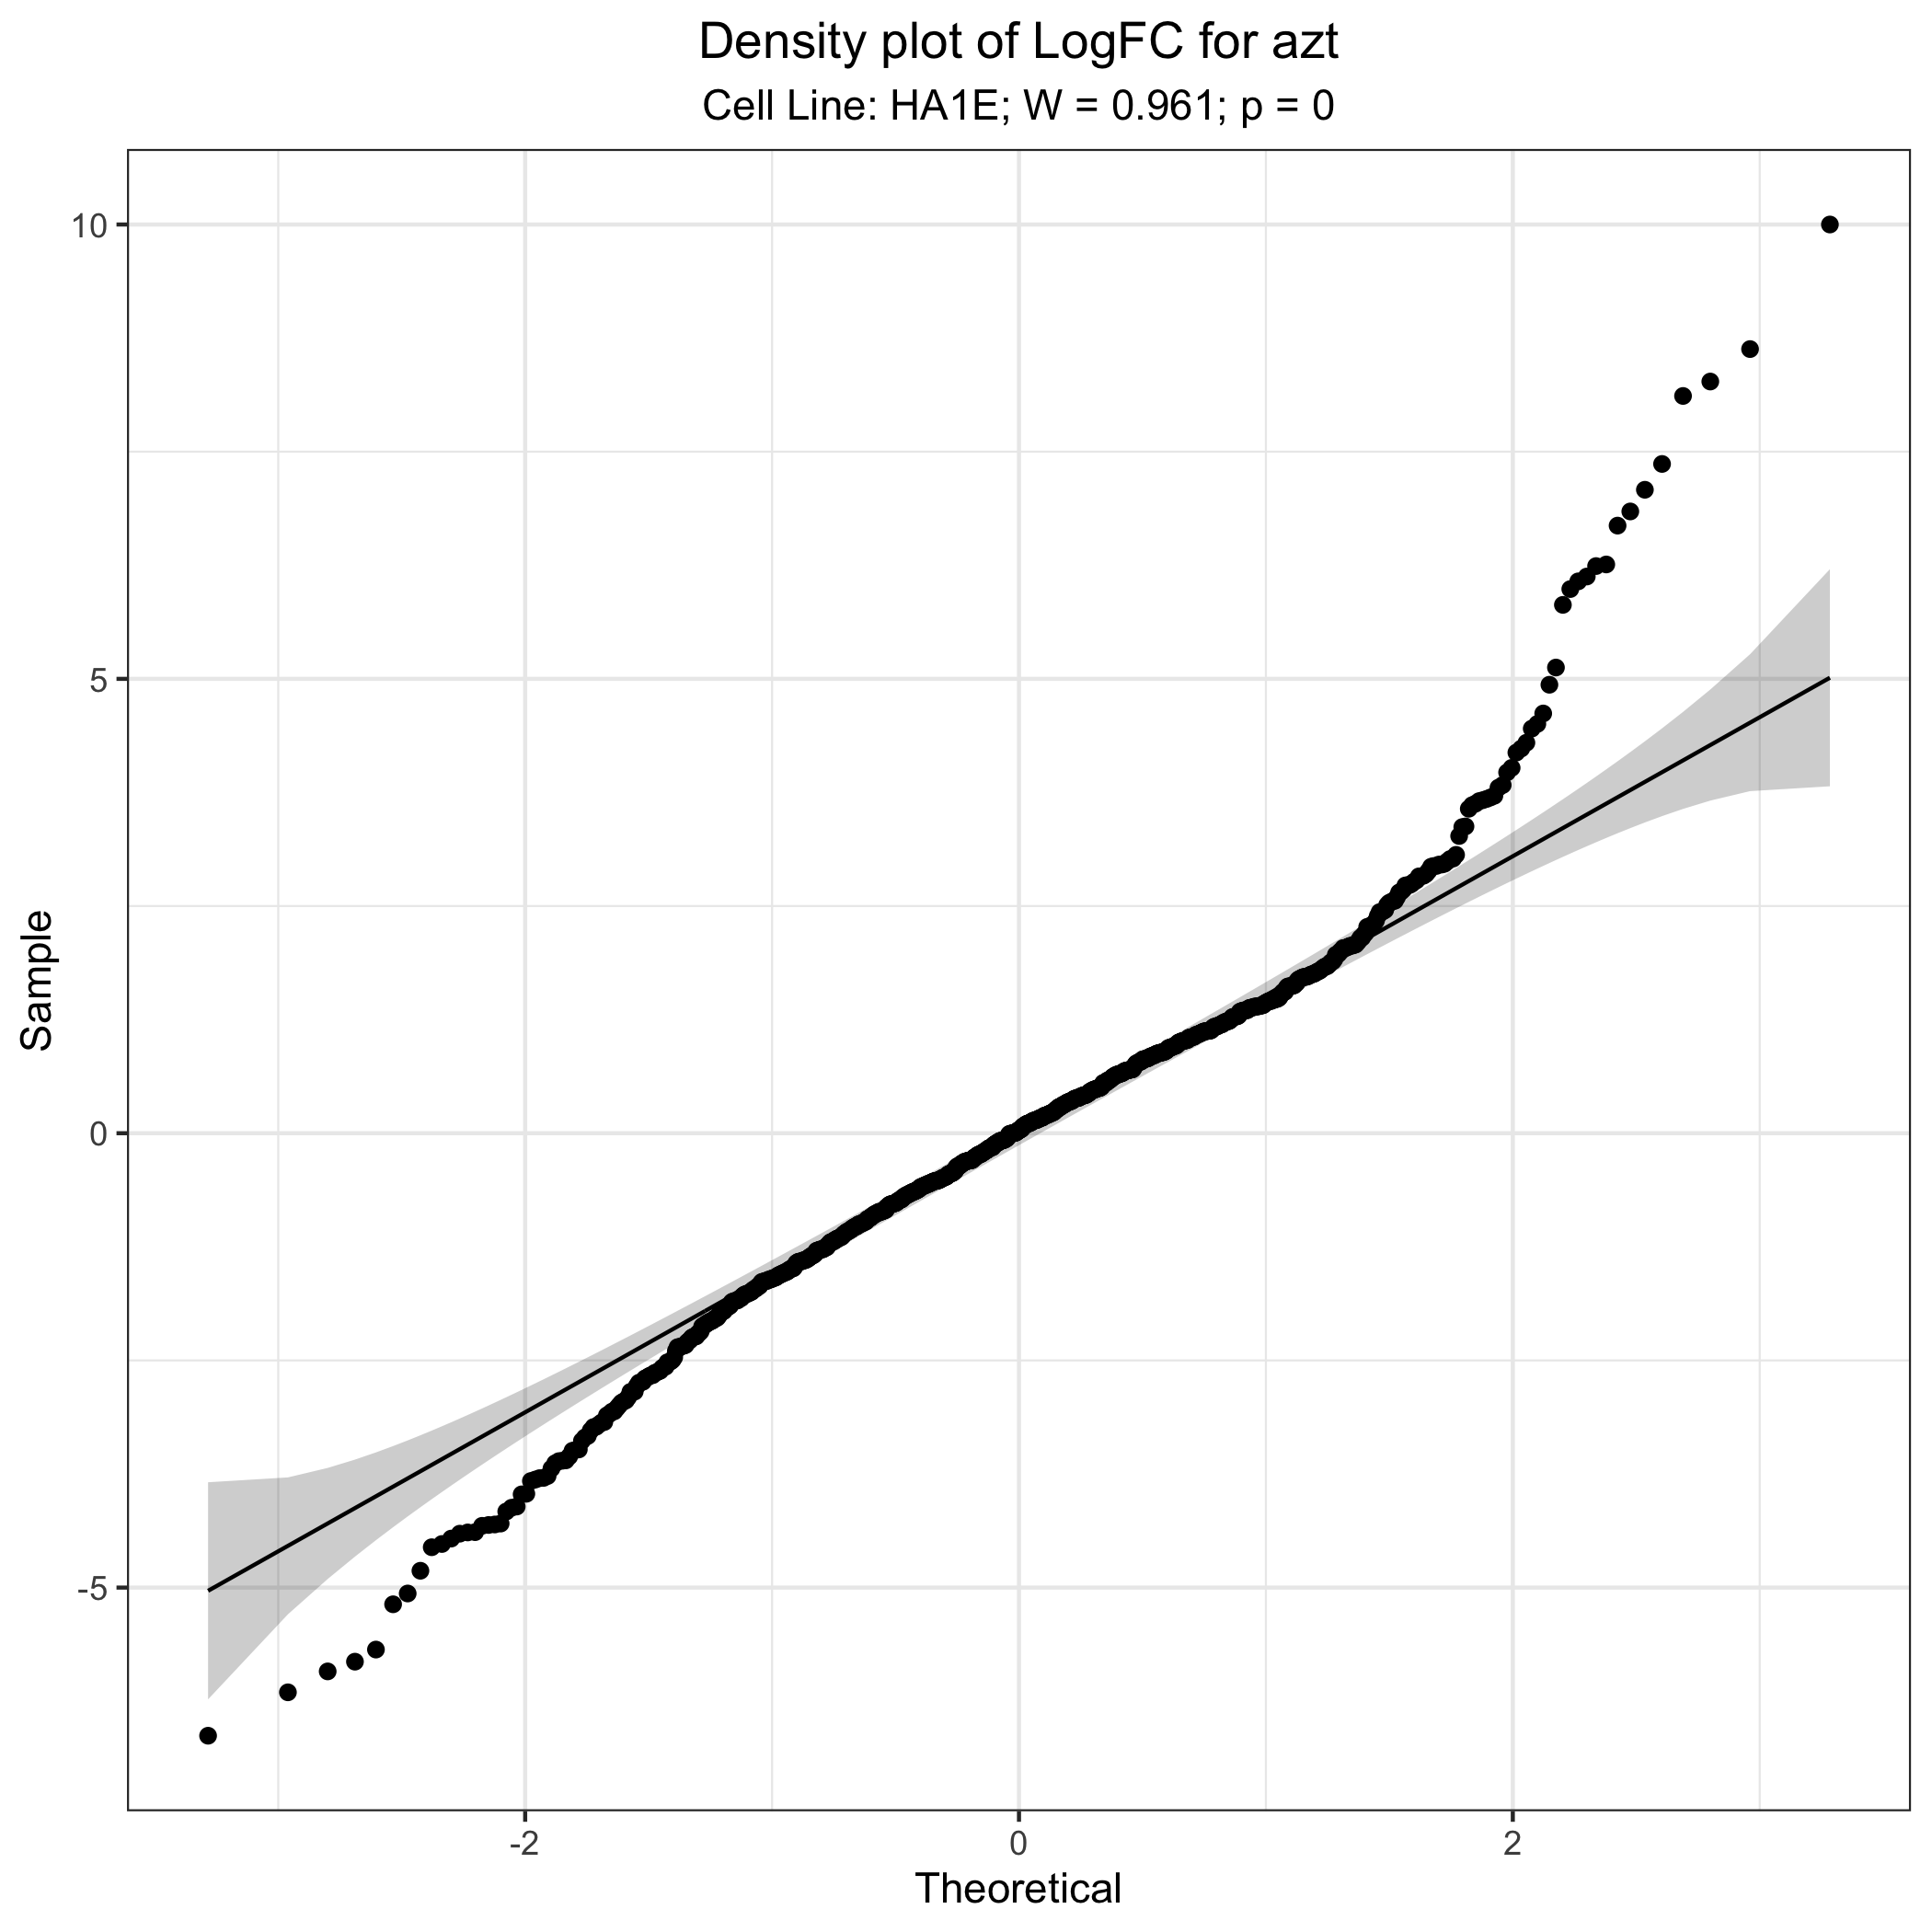 Density plot of LogFC for azt
Cell Line: HA1E; W = 0.961; p = 0
10
5
0
-5
Sample
-2
0
2
Theoretical